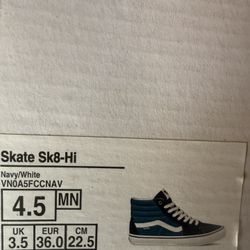 Skate Sk8-Hi
Navy/White
VN0A5FCCNAV
4.5 MN
UK EUR CM
3.5 36.0 22.5